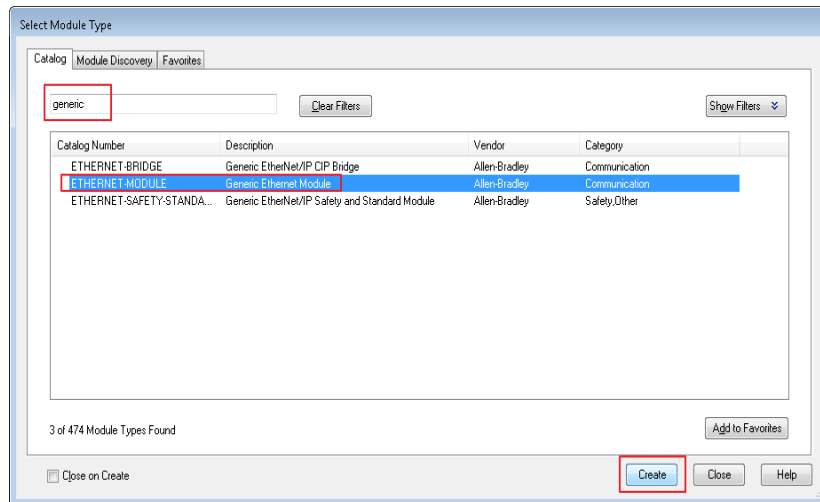 Select Module Type
Catalog Module Discovery Favorites
generic Clear Filters Show Filters
Catalog Number Description Vendor Category
ETHERNET-BRIDGE Generic EtherNet/IP CIP Bridge Allen-Bradley Communication
ETHERNET-MODULE Generic Ethernet Module Allen-Bradley Communication
ETHERNET-SAFETY-STANDA... Generic EtherNet/IP Safety and Standard Module Allen-Bradley Safety,Other
3 of 474 Module Types Found Add to Favorites
Close on Create Create Close Help